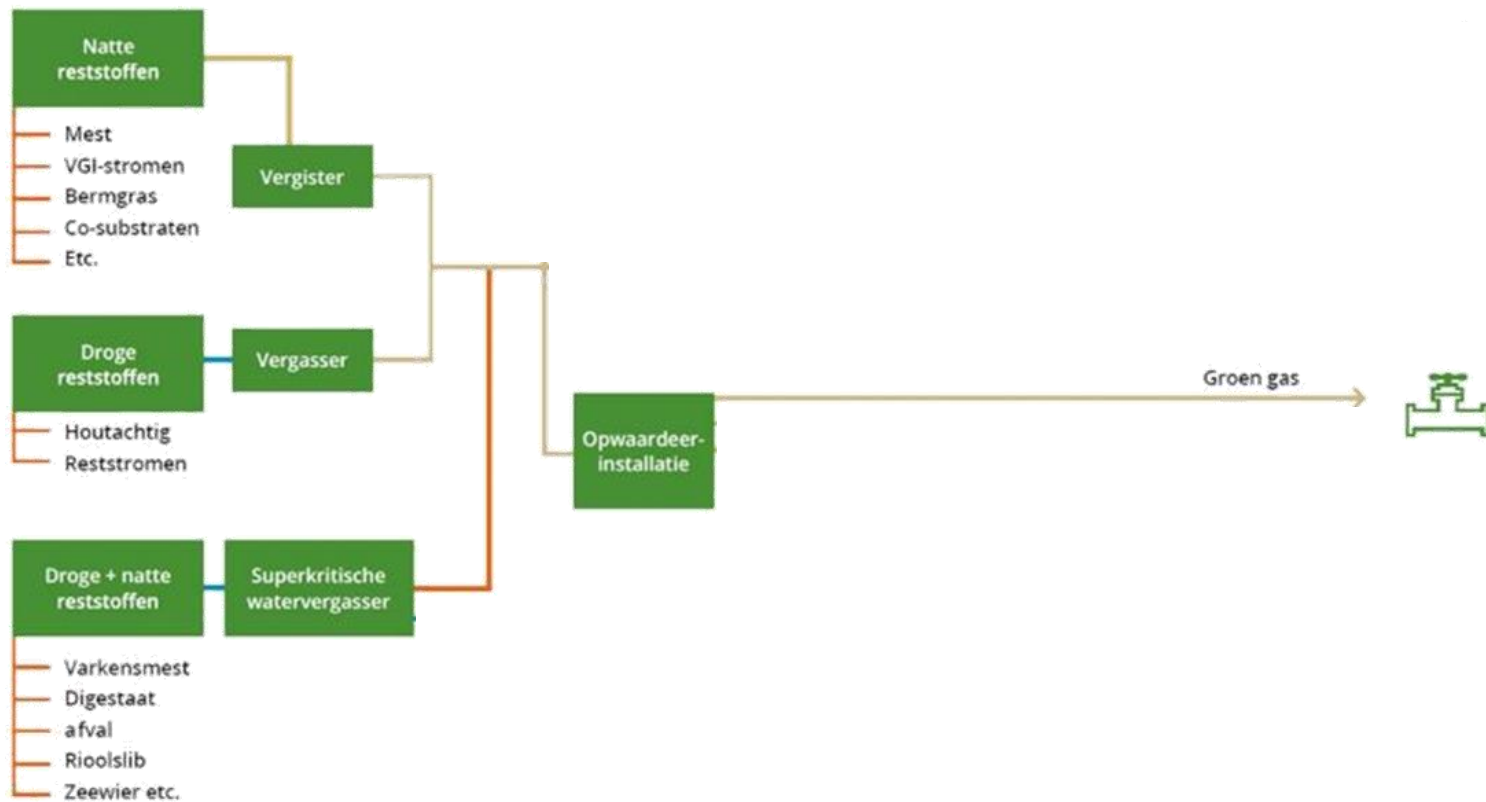 Natte
reststoffen
Mest
VGI-stromen
Bermgras
Co-substraten
Etc.
Vergister
Droge
reststoffen
Vergasser
Houtachtig
Reststromen
Opwaardeer-
installatie
Groen gas
Droge + natte
reststoffen
Superkritische
watervergasser
Varkensmest
Digestaat
afval
Rioolslib
Zeewier etc.